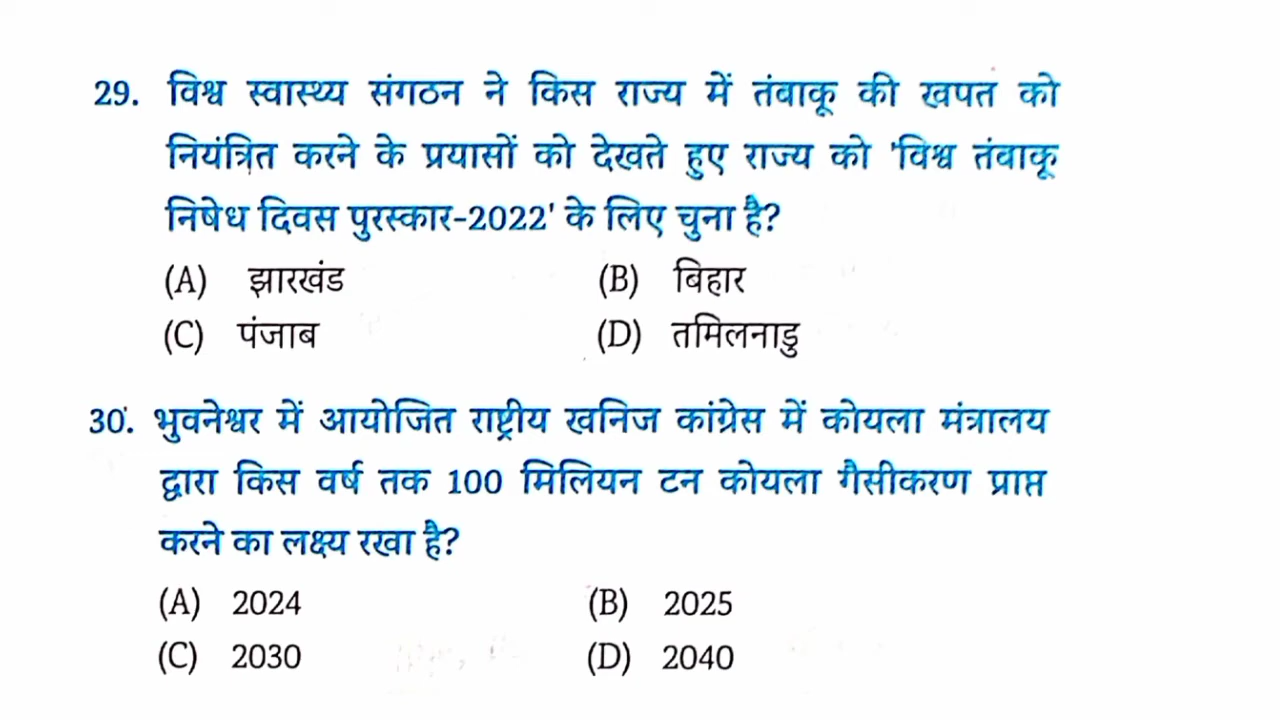 29. विश्व स्वास्थ्य संगठन ने किस राज्य में तंबाकू की खपत को
नियंत्रित करने के प्रयासों को देखते हुए राज्य को 'विश्व तंबाकू
निषेध दिवस पुरस्कार-2022' के लिए चुना है?
(A) झारखंड (B) बिहार
(C) पंजाब (D) तमिलनाडु
30. भुवनेश्वर में आयोजित राष्ट्रीय खनिज कांग्रेस में कोयला मंत्रालय
द्वारा किस वर्ष तक 100 मिलियन टन कोयला गैसीकरण प्राप्त
करने का लक्ष्य रखा है?
(A) 2024 (B) 2025
(C) 2030 (D) 2040